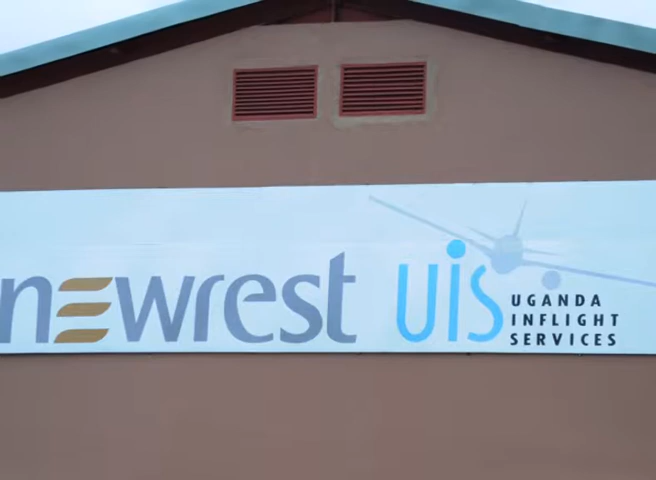 newrest
uis
UGANDA
INFLIGHT
SERVICES